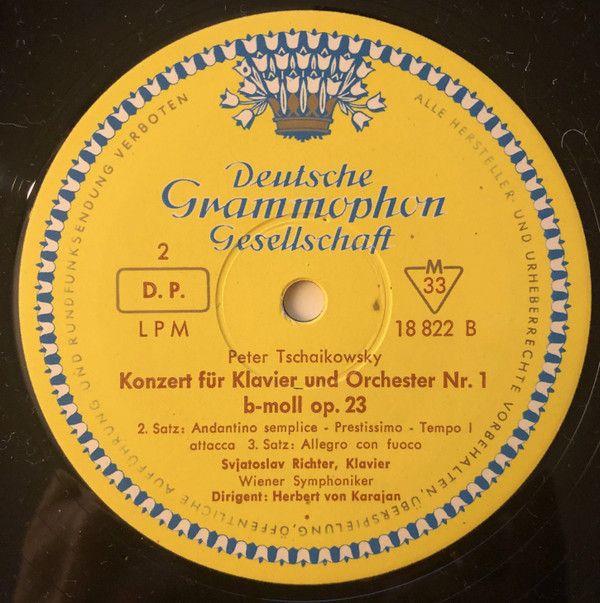 Deutsche
Grammophon
Gesellschaft
2
D. P.
LPM
M
33
18 822 B
Peter Tschaikowsky
Konzert für Klavier und Orchester Nr. 1
b-moll op. 23
2. Satz: Andantino semplice - Prestissimo - Tempo I
attacca 3. Satz: Allegro con fuoco
Svjatoslav Richter, Klavier
Wiener Symphoniker
Dirigent: Herbert von Karajan
ALLE HERSTELLER- UND URHEBERRECHTE VORBEHALTEN. ÜBERSPIELUNG, ÖFFENTLICHE AUFFÜHRUNG UND RUNDFUNKSENDUNG VERBOTEN